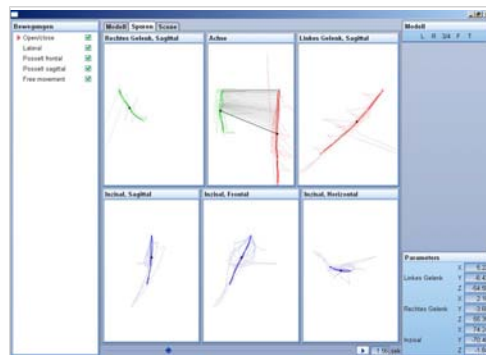 Bewegungen
Open/close
Lateral
Posselt frontal
Posselt sagittal
Free movement
Modell Spuren Szene
Rechtes Gelenk, Sagittal
Achse
Linkes Gelenk, Sagittal
Inzisal, Sagittal
Inzisal, Frontal
Inzisal, Horizontal
Modell
L R 3/4 F T
Parameters
X
Linkes Gelenk Y
Z
X
Rechtes Gelenk Y
Z
X
Inzisal Y
Z